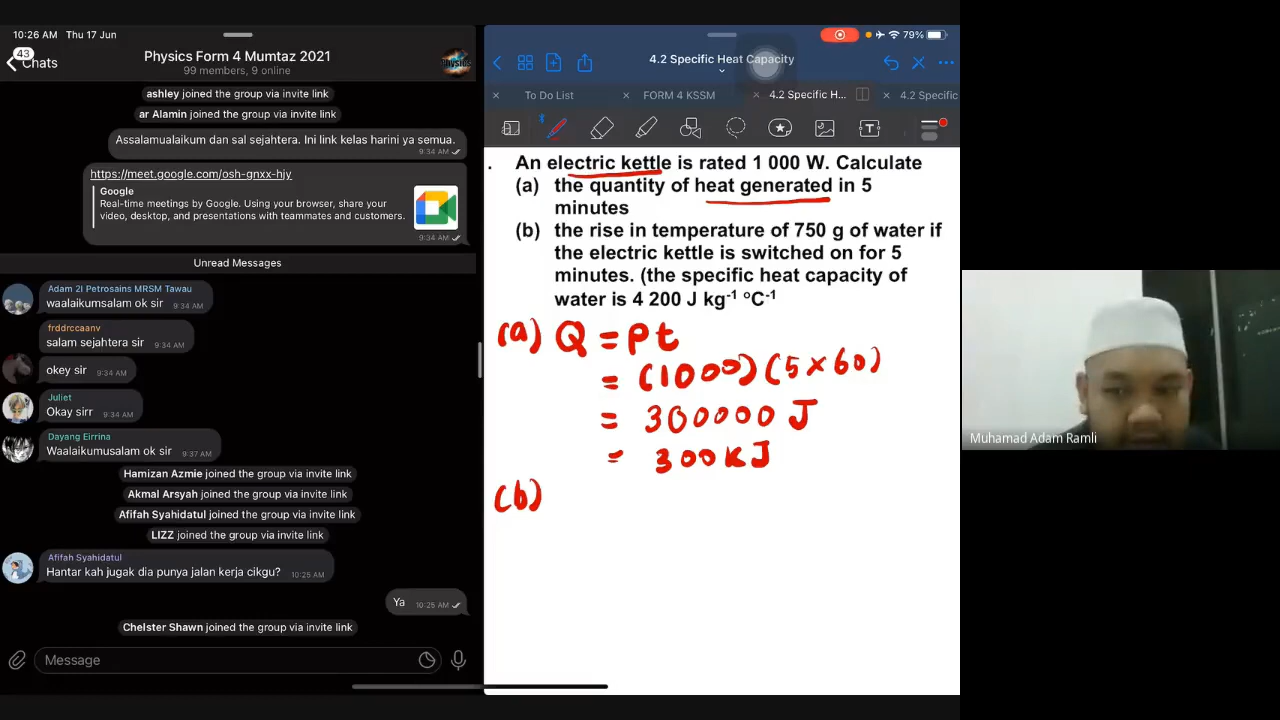 10:26 AM Thu 17 Jun
43
Chats
Physics Form 4 Mumtaz 2021
99 members, 9 online
ashley joined the group via invite link
ar Alamin joined the group via invite link
Assalamualaikum dan sal sejahtera. Ini link kelas harini ya semua.
9:34 AM
https://meet.google.com/osh-gnxx-hjy
Google
Real-time meetings by Google. Using your browser, share your
video, desktop, and presentations with teammates and customers.
9:34 AM
Unread Messages
Adam 2I Petrosains MRSM Tawau
waalaikumsalam ok sir 9:34 AM
frddrccaanv
salam sejahtera sir 9:34 AM
okey sir 9:34 AM
Juliet
Okay sirr 9:34 AM
Dayang Eirrina
Waalaikumusalam ok sir 9:37 AM
Hamizan Azmie joined the group via invite link
Akmal Arsyah joined the group via invite link
Afifah Syahidatul joined the group via invite link
LIZZ joined the group via invite link
Afifah Syahidatul
Hantar kah jugak dia punya jalan kerja cikgu? 10:25 AM
Ya 10:25 AM
Chelster Shawn joined the group via invite link
Message
79%
4.2 Specific Heat Capacity
To Do List
FORM 4 KSSM
4.2 Specific H...
4.2 Specific
. An electric kettle is rated 1 000 W. Calculate
(a) the quantity of heat generated in 5
minutes
(b) the rise in temperature of 750 g of water if
the electric kettle is switched on for 5
minutes. (the specific heat capacity of
water is 4 200 J kg⁻¹ °C⁻¹
(a) Q = Pt
= (1000)(5×60)
= 300000 J
= 300KJ
(b)
Muhamad Adam Ramli